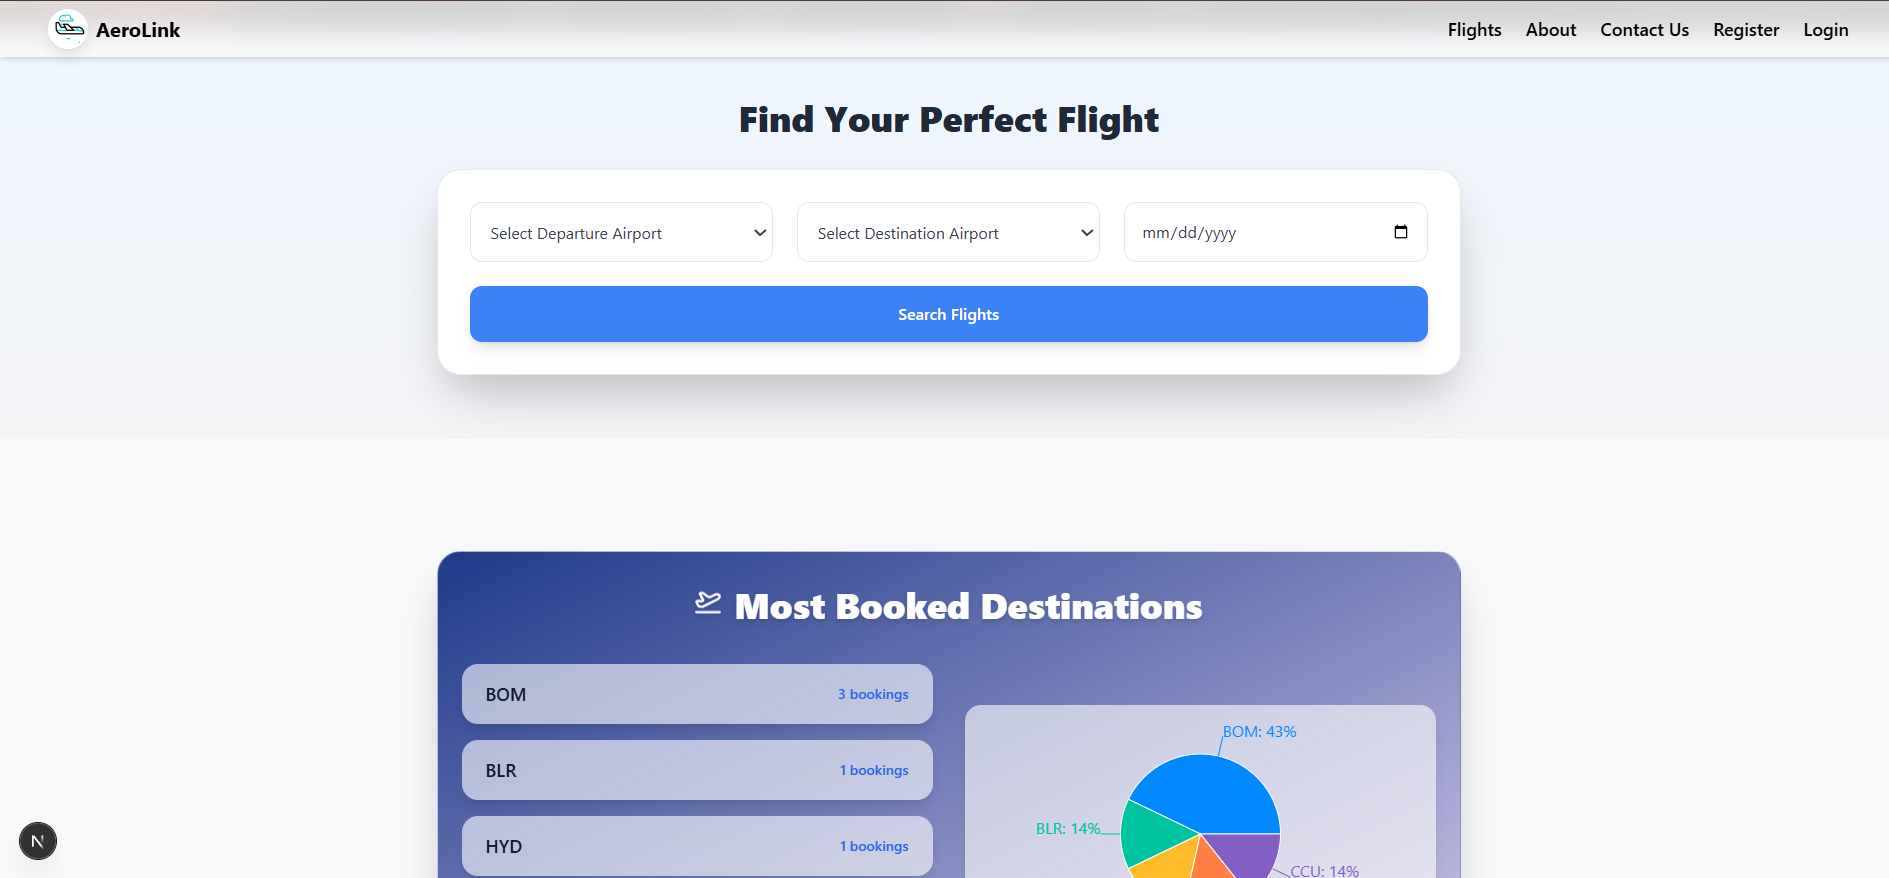 AeroLink
Flights About Contact Us Register Login
Find Your Perfect Flight
Select Departure Airport
Select Destination Airport
mm/dd/yyyy
Search Flights
Most Booked Destinations
BOM 3 bookings
BLR 1 bookings
HYD 1 bookings
BOM: 43%
BLR: 14%
CCU: 14%
N